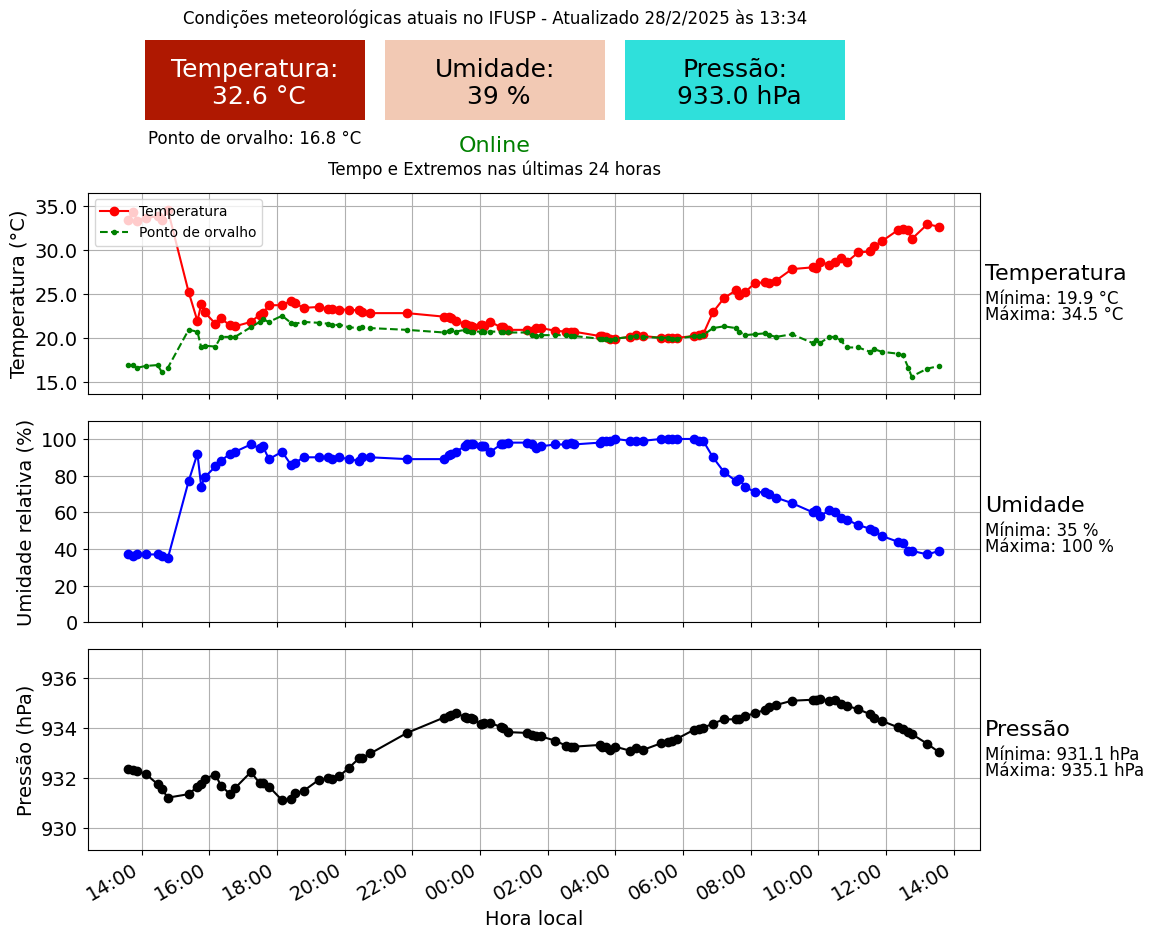 Condições meteorológicas atuais no IFUSP - Atualizado 28/2/2025 às 13:34
Temperatura:
32.6 °C
Umidade:
39 %
Pressão:
933.0 hPa
Ponto de orvalho: 16.8 °C
Online
Tempo e Extremos nas últimas 24 horas
Temperatura (°C)
35.0
30.0
25.0
20.0
15.0
Temperatura
Ponto de orvalho
Temperatura
Mínima: 19.9 °C
Máxima: 34.5 °C
Umidade relativa (%)
100
80
60
40
20
0
Umidade
Mínima: 35 %
Máxima: 100 %
Pressão (hPa)
936
934
932
930
Pressão
Mínima: 931.1 hPa
Máxima: 935.1 hPa
14:00 16:00 18:00 20:00 22:00 00:00 02:00 04:00 06:00 08:00 10:00 12:00 14:00
Hora local